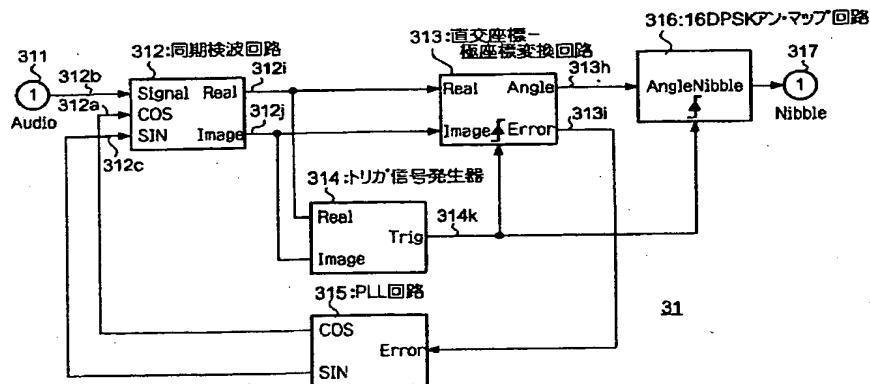 311
1
Audio
312b
312a
312c
312:同期検波回路
Signal Real
COS
SIN
Image
312i
312j
313:直交座標-
極座標変換回路
Real
Angle
Image
Error
313h
313i
316:16DPSKアン・マップ回路
AngleNibble
317
1
Nibble
314:トリガ信号発生器
Real
Trig
Image
314k
315:PLL回路
COS
Error
SIN
31